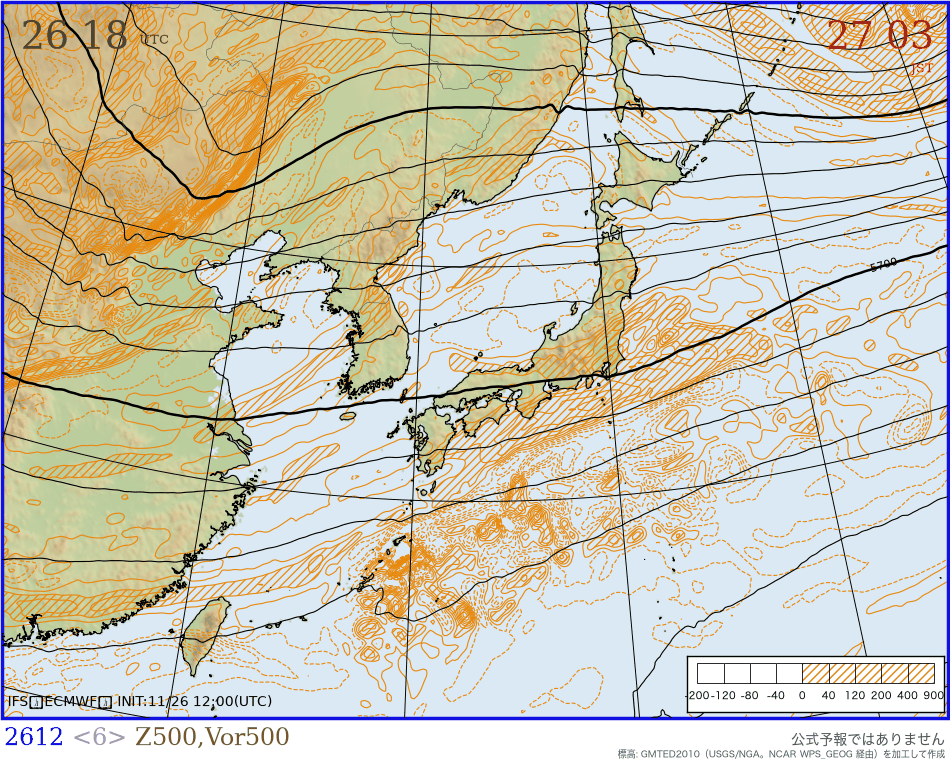 26 18 UTC
27 03
JST
5700
-200 -120 -80 -40 0 40 120 200 400 900
IFS[]ECMWF[] INIT:11/26 12:00(UTC)
2612 <6> Z500,Vor500
公式予報ではありません
標高: GMTED2010（USGS/NGA。NCAR WPS_GEOG 経由）を加工して作成